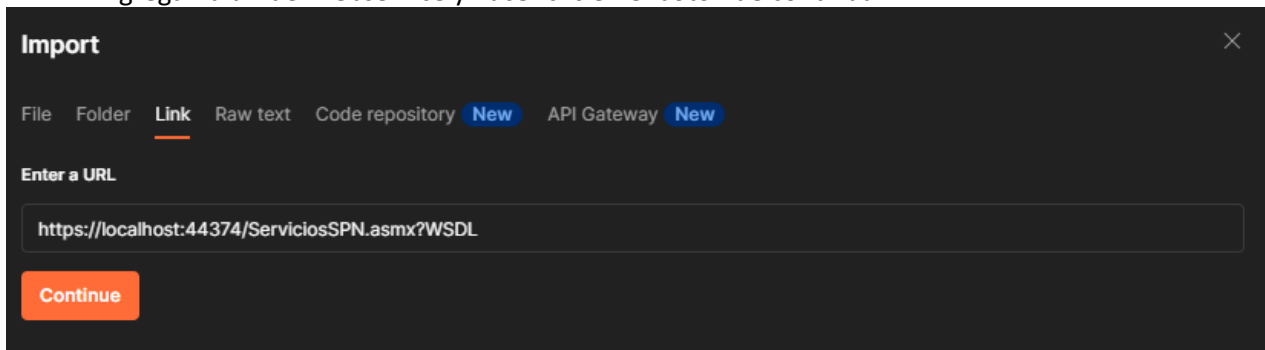 Import
File Folder Link Raw text Code repository New API Gateway New
Enter a URL
https://localhost:44374/ServiciosSPN.asmx?WSDL
Continue